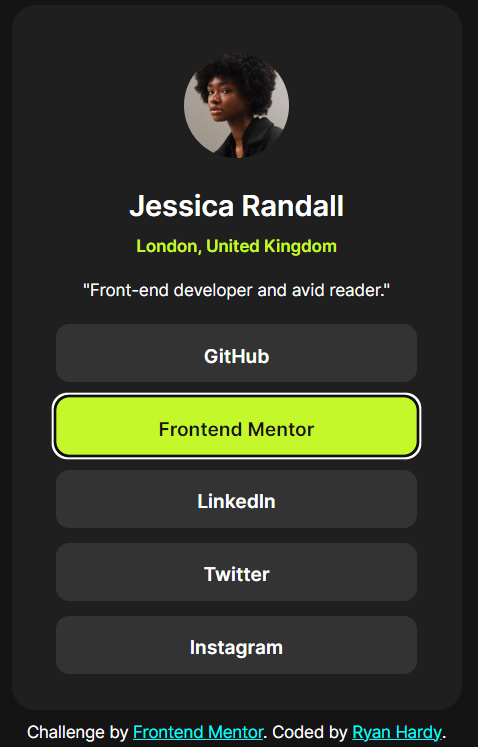 Jessica Randall
London, United Kingdom
"Front-end developer and avid reader."
GitHub
Frontend Mentor
LinkedIn
Twitter
Instagram
Challenge by Frontend Mentor. Coded by Ryan Hardy.